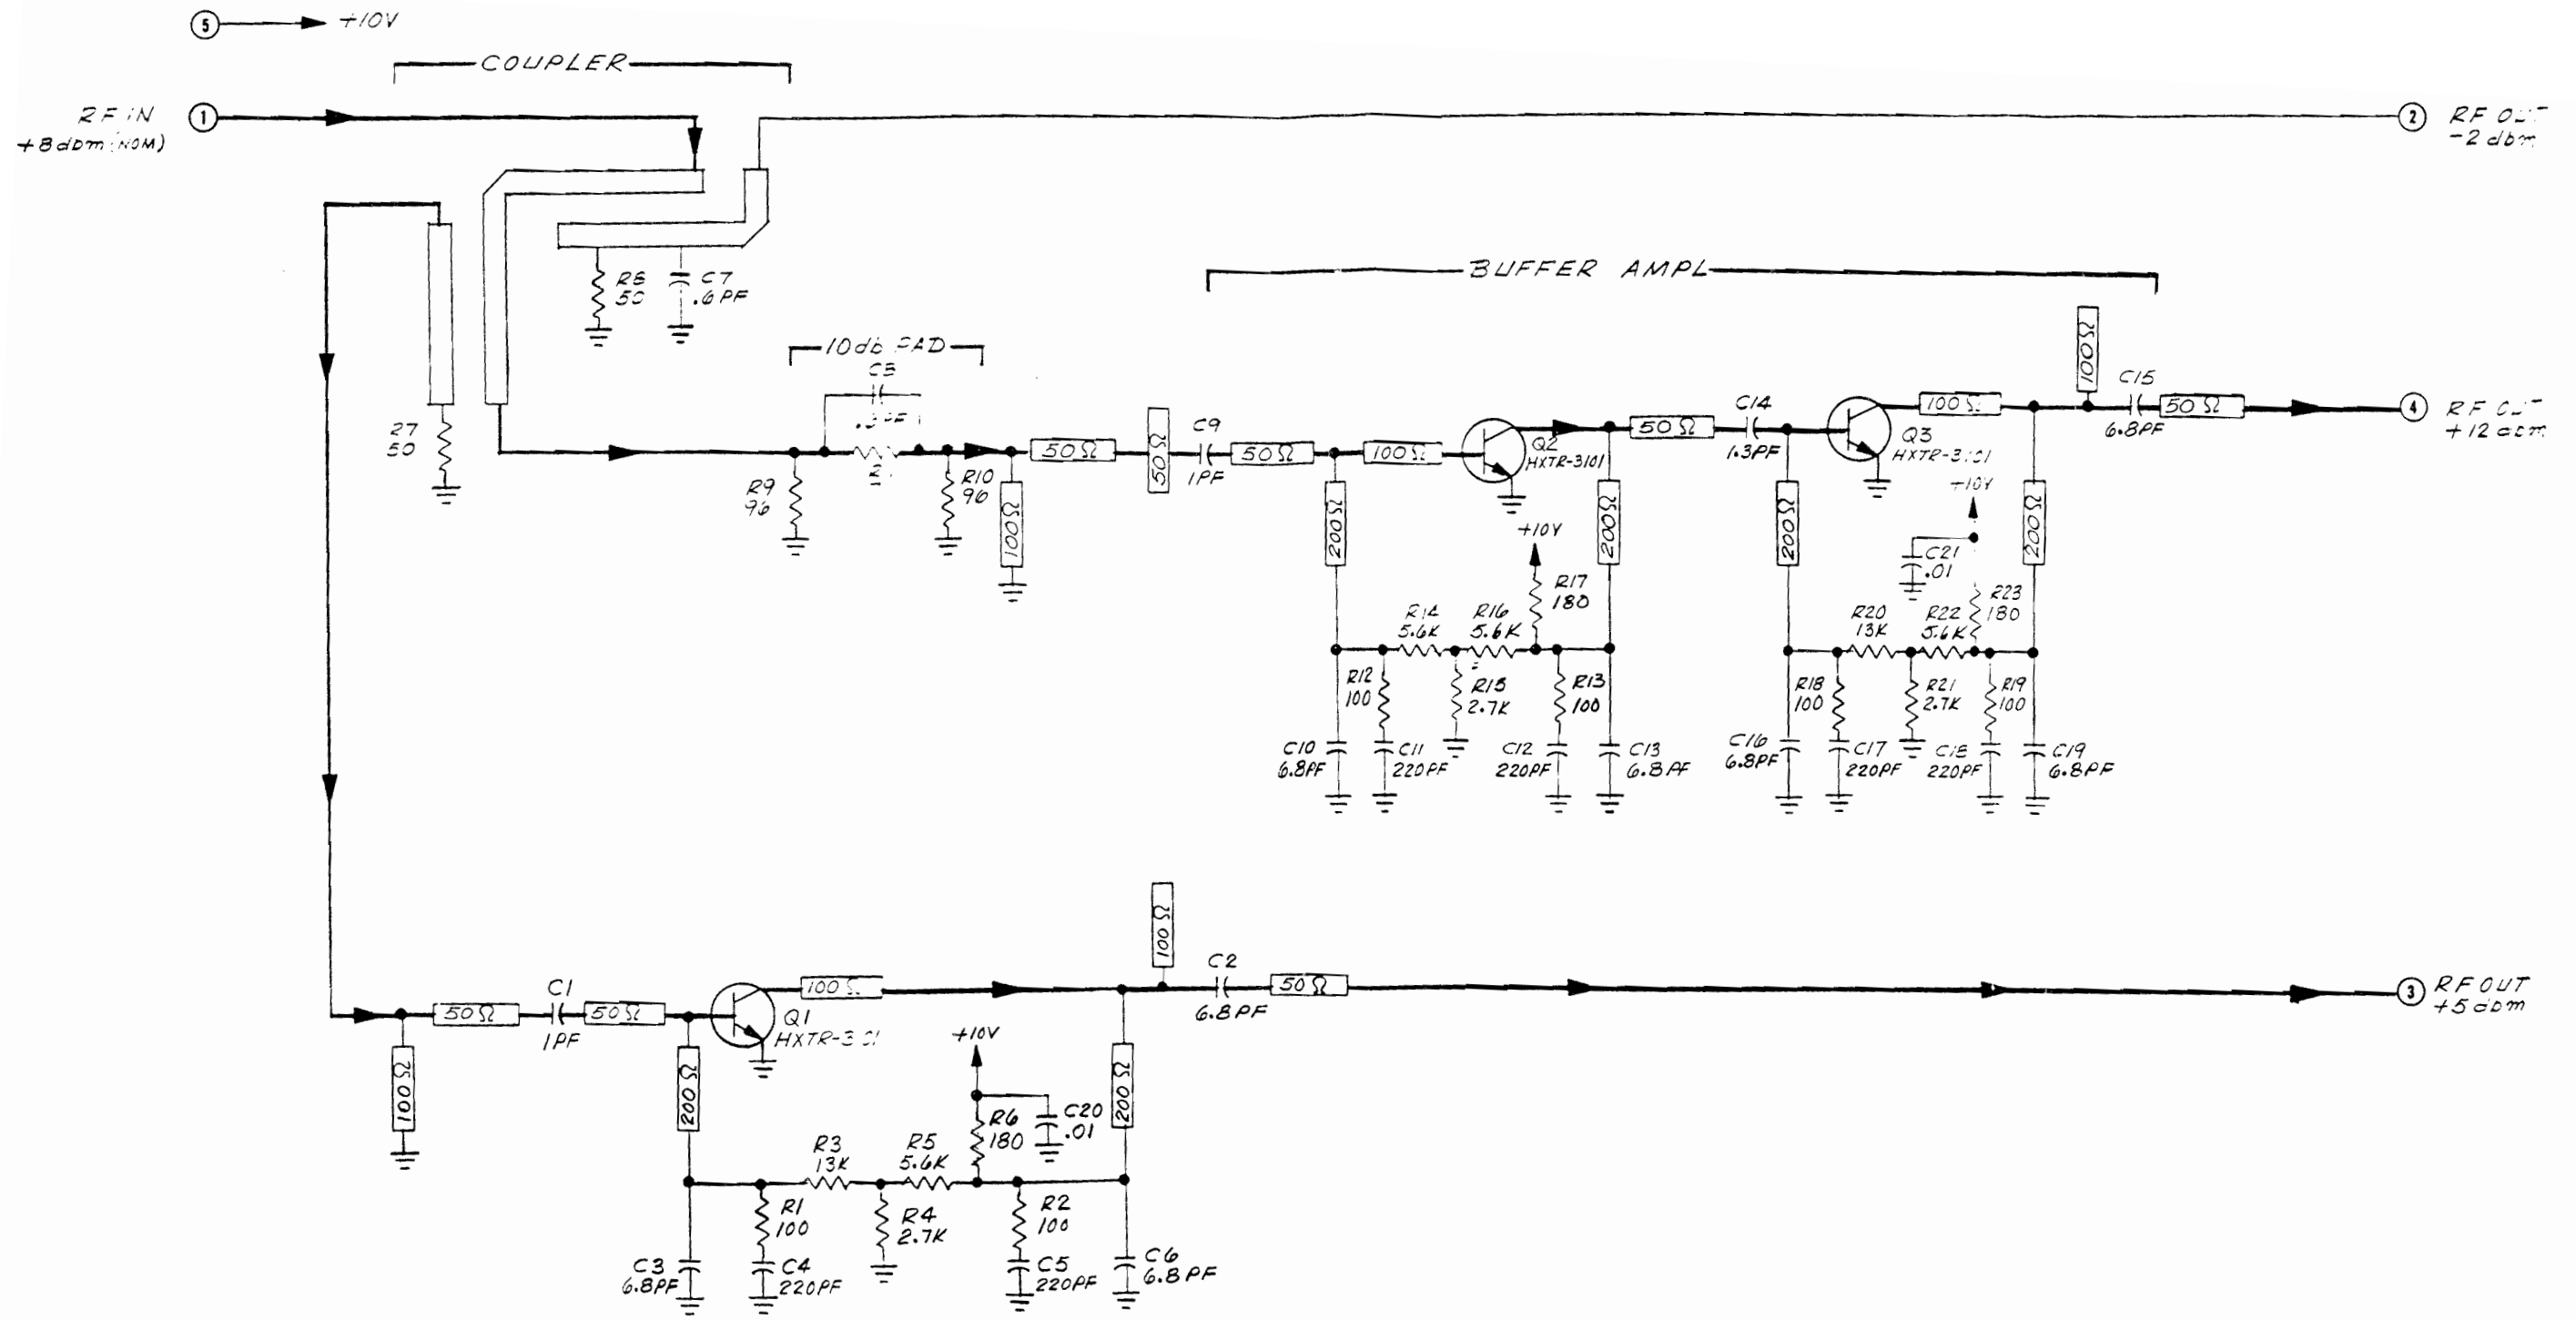 5 +10V
COUPLER
RF IN 1
+8dbm (NOM)
2 RF OUT
-2 dbm
R8
50
C7
.6PF
BUFFER AMPL
10db PAD
27
50
R9
96
R10
96
100Ω
50Ω
50Ω
C9
1PF
50Ω
200Ω
100Ω
Q2
HXTR-3101
200Ω
50Ω
C14
1.3PF
200Ω
Q3
HXTR-3101
100Ω
100Ω
C15
6.8PF
50Ω
4 RF OUT
+12 dbm
200Ω
+10V
R17
180
R14
5.6K
R16
5.6K
R12
100
R15
2.7K
R13
100
C10
6.8PF
C11
220PF
C12
220PF
C13
6.8PF
+10V
C21
.01
R23
180
R20
13K
R22
5.6K
R18
100
R21
2.7K
R19
100
C16
6.8PF
C17
220PF
C18
220PF
C19
6.8PF
100Ω
50Ω
C1
1PF
50Ω
200Ω
Q1
HXTR-3
100Ω
100Ω
C2
6.8PF
50Ω
3 RF OUT
+5 dbm
200Ω
+10V
R6
180
C20
.01
R3
13K
R5
5.6K
R1
100
R4
2.7K
R2
100
C3
6.8PF
C4
220PF
C5
220PF
C6
6.8PF